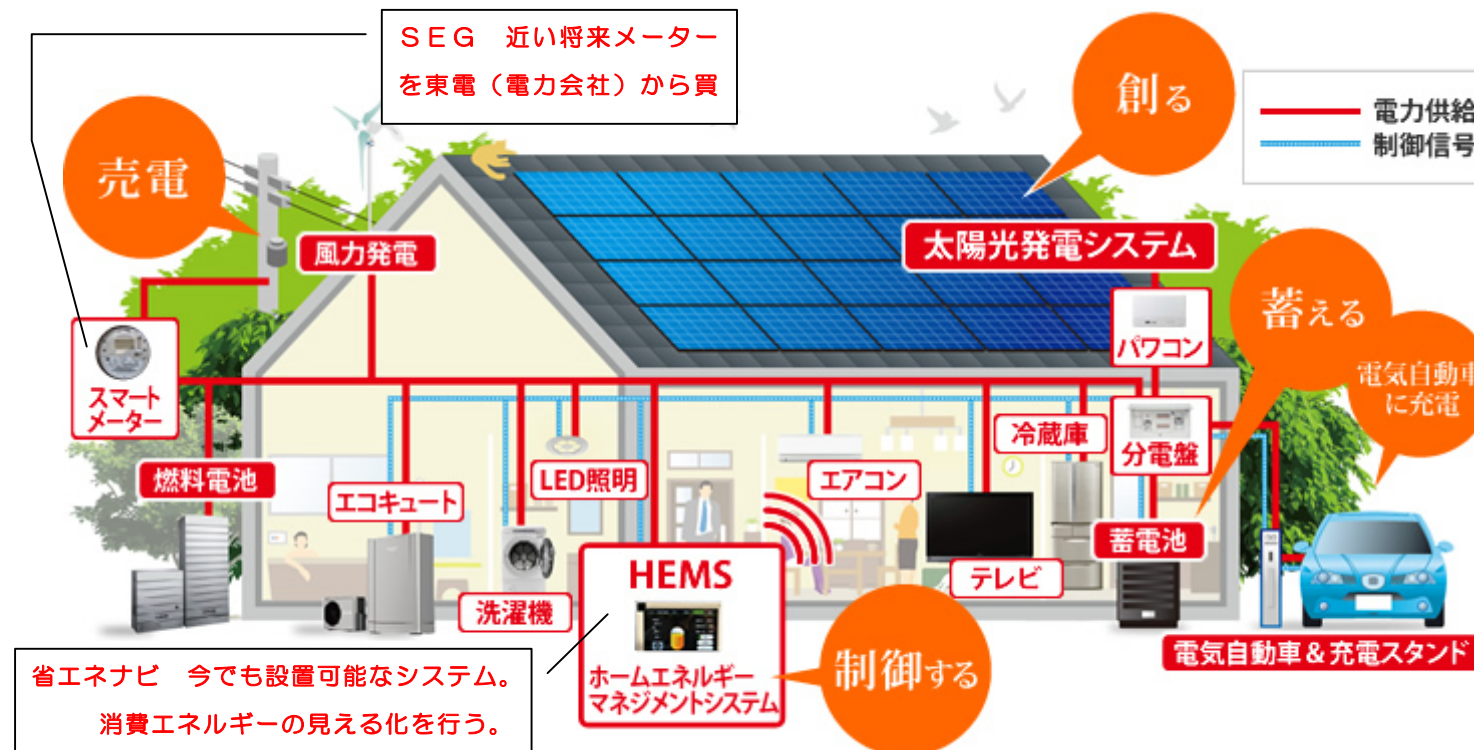 ＳＥＧ　近い将来メーター
を東電（電力会社）から買
創る
電力供給
制御信号
売電
風力発電
太陽光発電システム
蓄える
パワコン
電気自動車
に充電
スマート
メーター
冷蔵庫
分電盤
燃料電池
エコキュート
LED照明
エアコン
蓄電池
テレビ
洗濯機
HEMS
ホームエネルギー
マネジメントシステム
制御する
電気自動車＆充電スタンド
省エネナビ　今でも設置可能なシステム。
消費エネルギーの見える化を行う。